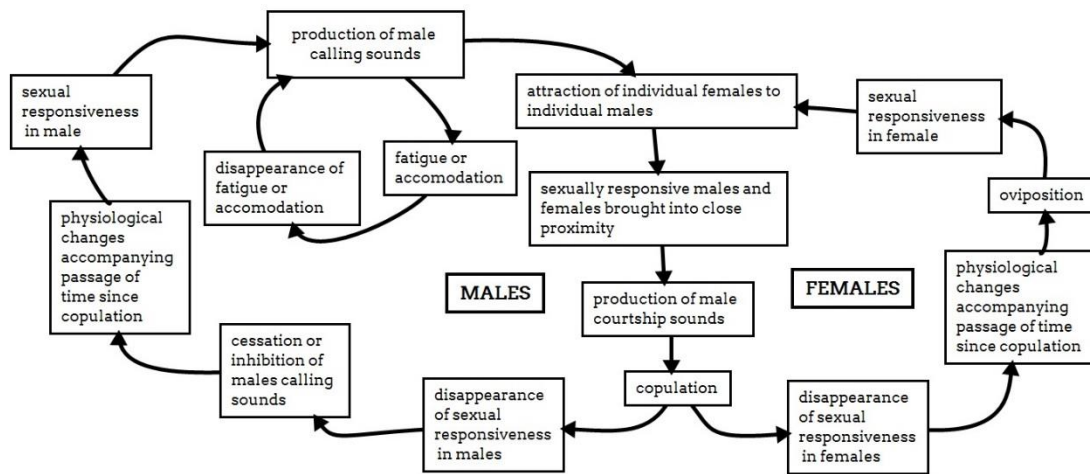 production of male
calling sounds
sexual
responsiveness
in male
attraction of individual females to
individual males
sexual
responsiveness
in female
disappearance of
fatigue or
accomodation
fatigue or
accomodation
sexually responsive males and
females brought into close
proximity
oviposition
physiological
changes
accompanying
passage of
time since
copulation
MALES
FEMALES
physiological
changes
accompanying
passage of time
since copulation
production of male
courtship sounds
cessation or
inhibition of
males calling
sounds
copulation
disappearance
of sexual
responsiveness
in males
disappearance
of sexual
responsiveness
in females